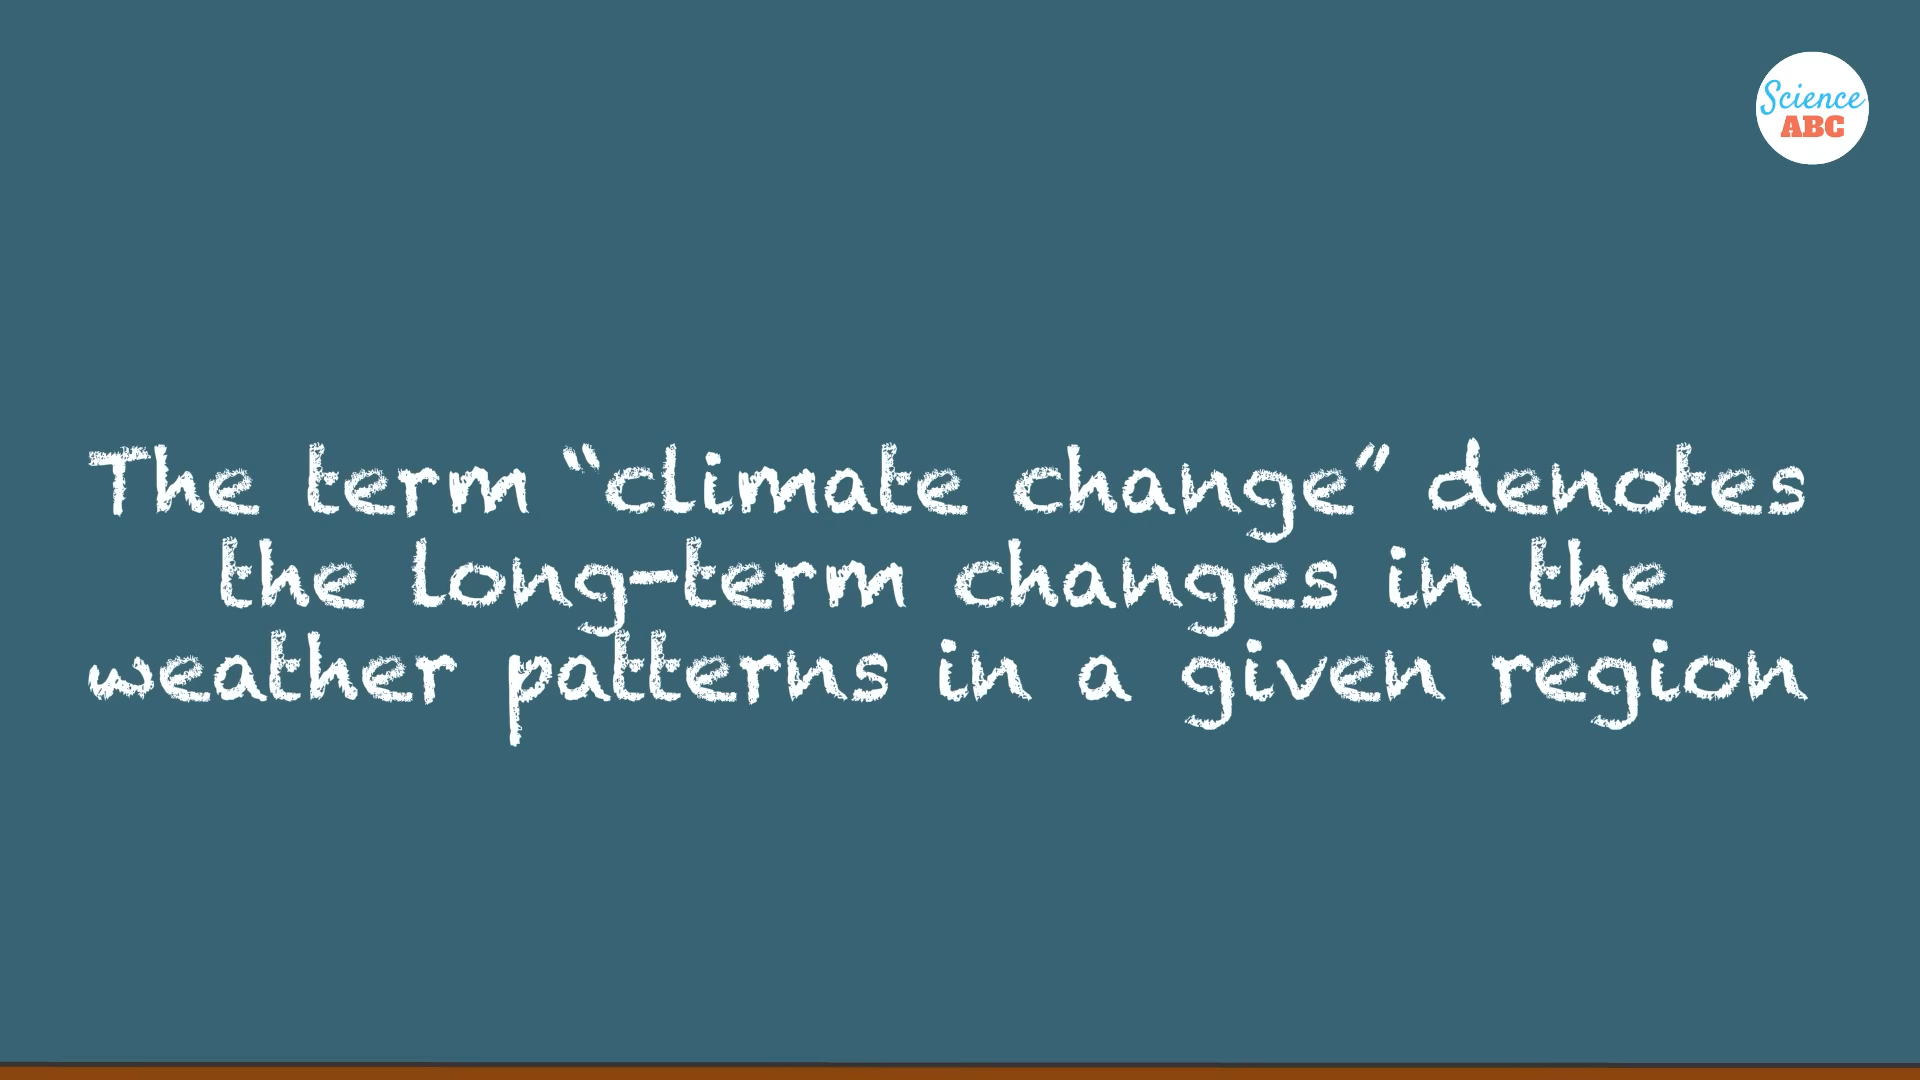 Science
ABC
The term “climate change” denotes
the long-term changes in the
weather patterns in a given region